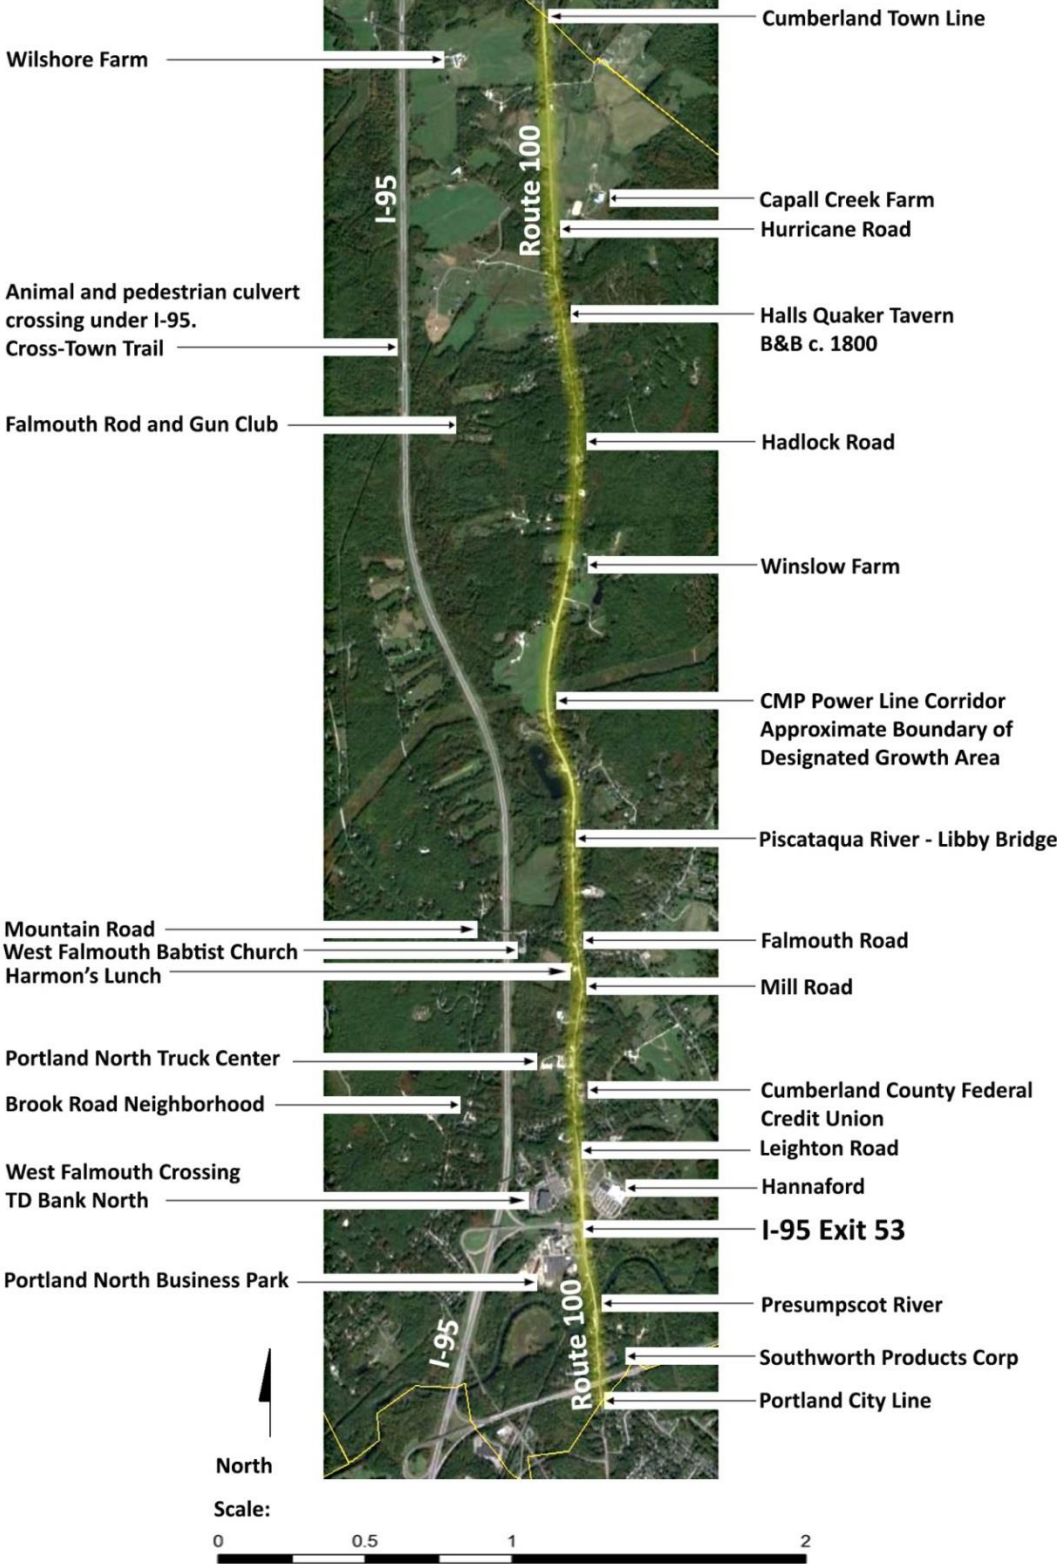 Cumberland Town Line
Wilshore Farm
I-95
Route 100
Capall Creek Farm
Hurricane Road
Animal and pedestrian culvert
crossing under I-95.
Cross-Town Trail
Halls Quaker Tavern
B&B c. 1800
Falmouth Rod and Gun Club
Hadlock Road
Winslow Farm
CMP Power Line Corridor
Approximate Boundary of
Designated Growth Area
Piscataqua River - Libby Bridge
Mountain Road
West Falmouth Babtist Church
Harmon's Lunch
Falmouth Road
Mill Road
Portland North Truck Center
Brook Road Neighborhood
Cumberland County Federal
Credit Union
Leighton Road
West Falmouth Crossing
TD Bank North
Hannaford
I-95 Exit 53
Portland North Business Park
Presumpscot River
I-95
Route 100
Southworth Products Corp
Portland City Line
North
Scale:
0 0.5 1 2